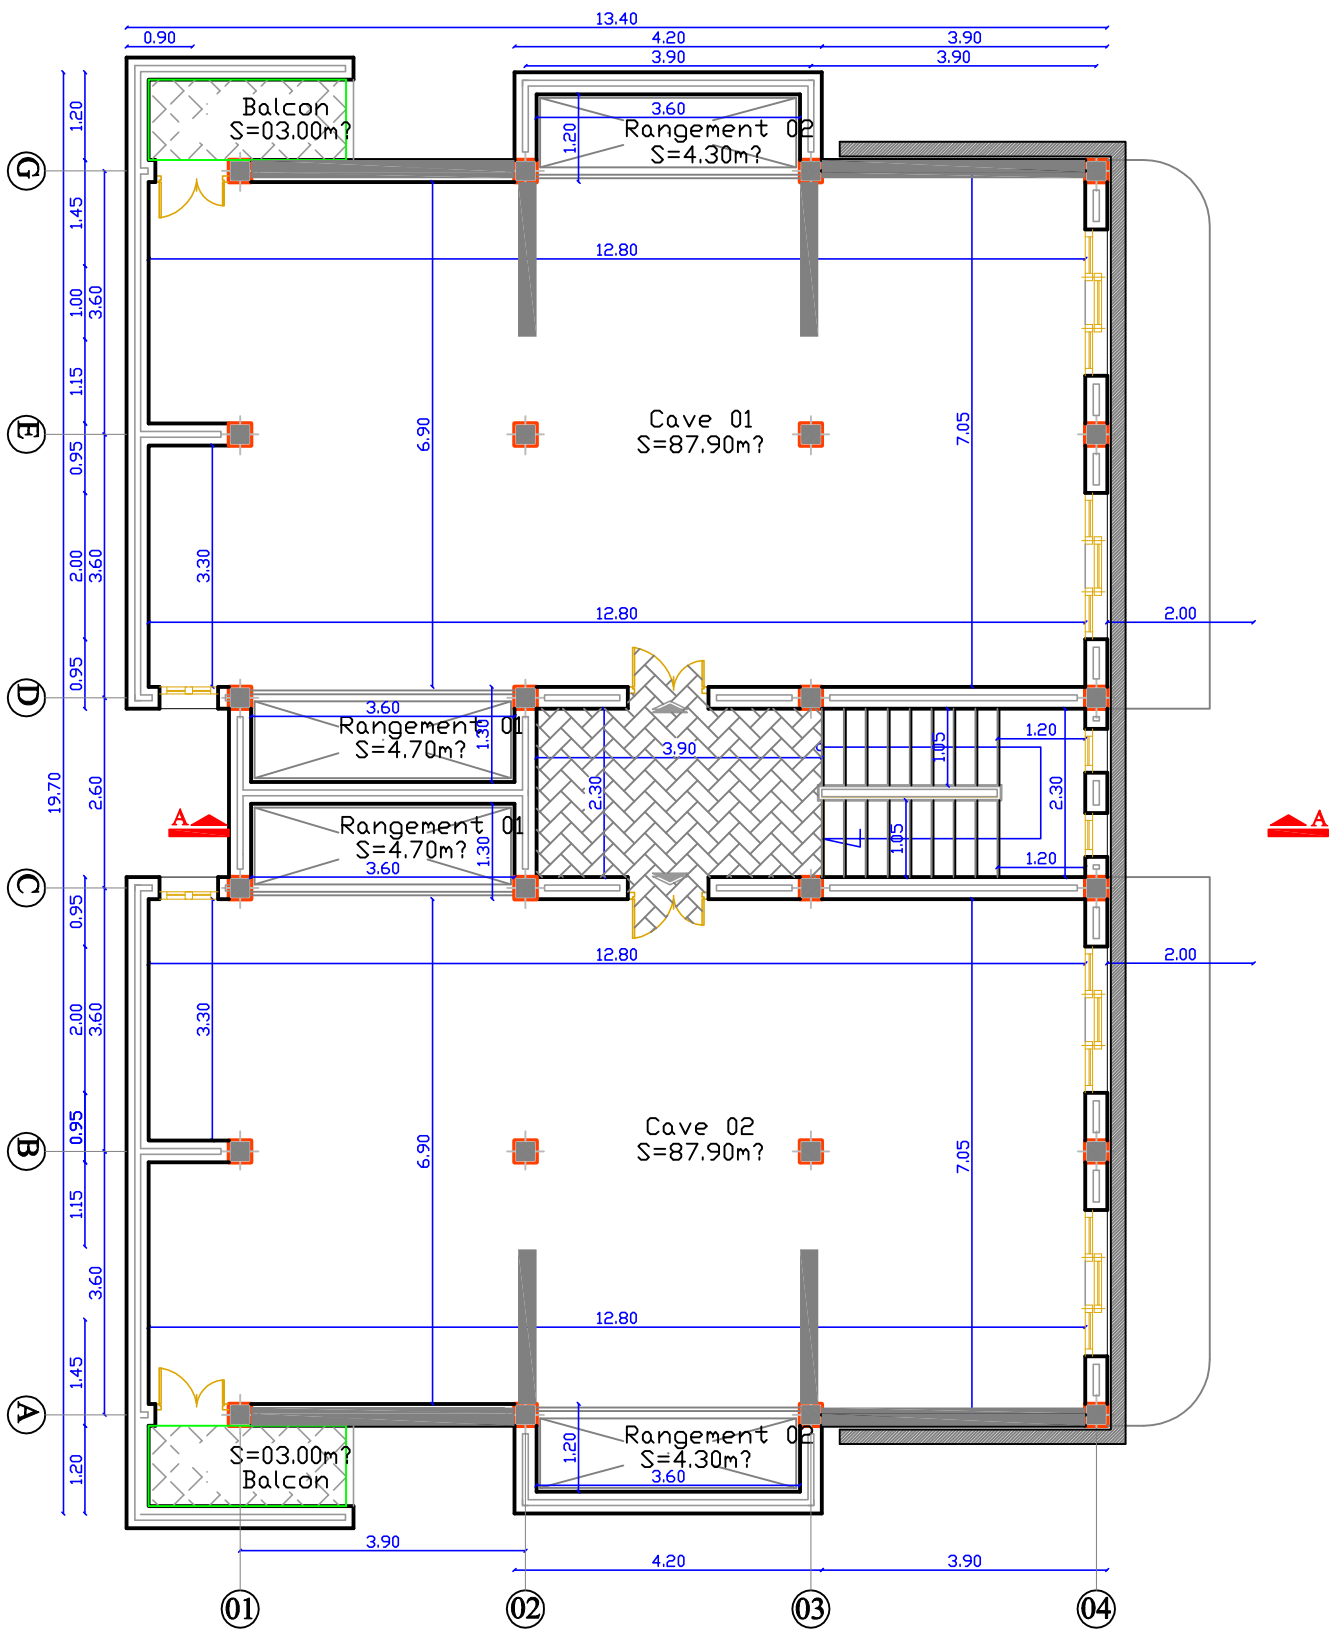 13.40
0.90
4.20
3.90
3.90
3.90
Balcon
S=03.00m?
3.60
Rangement 02
S=4.30m?
1.20
1.20
G
1.45
12.80
1.00
3.60
1.15
Cave 01
S=87.90m?
6.90
7.05
E
0.95
3.30
2.00
3.60
12.80
2.00
0.95
D
3.60
Rangement 01
S=4.70m?
1.30
3.90
2.30
1.05
1.20
2.30
19.70
2.60
A
A
Rangement 01
S=4.70m?
1.30
3.60
1.05
1.20
C
0.95
12.80
2.00
2.00
3.60
3.30
0.95
B
Cave 02
S=87.90m?
6.90
7.05
1.15
3.60
12.80
1.45
A
Rangement 02
S=4.30m?
1.20
3.60
S=03.00m?
Balcon
1.20
3.90
4.20
3.90
01
02
03
04